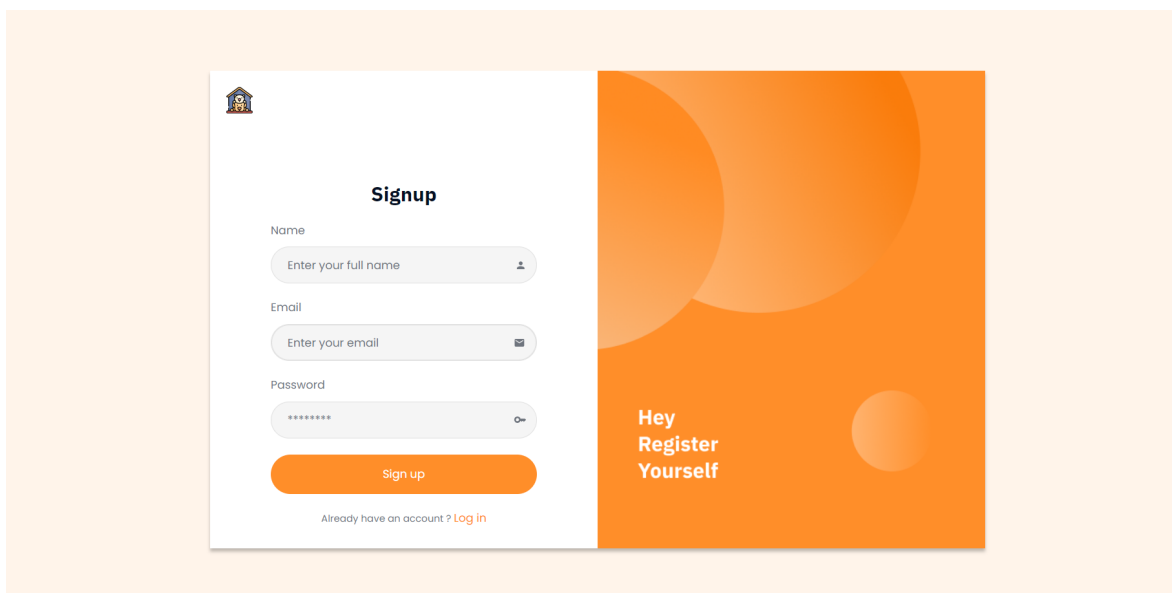 Signup
Name
Enter your full name
Email
Enter your email
Password
********
Sign up
Already have an account ? Log in
Hey
Register
Yourself